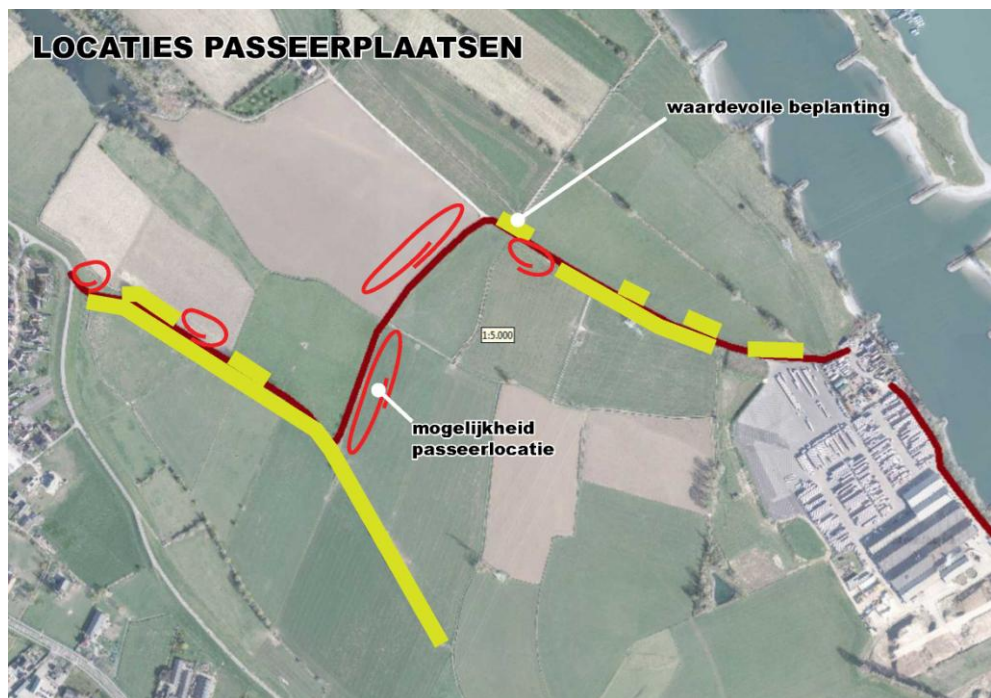 LOCATIES PASSEERPLAATSEN
waardevolle beplanting
1:5.000
mogelijkheid
passeerlocatie